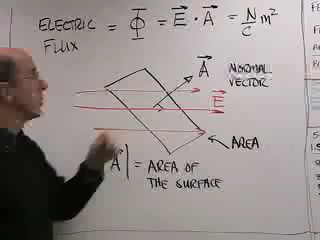 ELECTRIC FLUX = Φ = E⃗ · A⃗ = N/C m²
A⃗ NORMAL VECTOR
E⃗
AREA
A⃗ | = AREA OF THE SURFACE